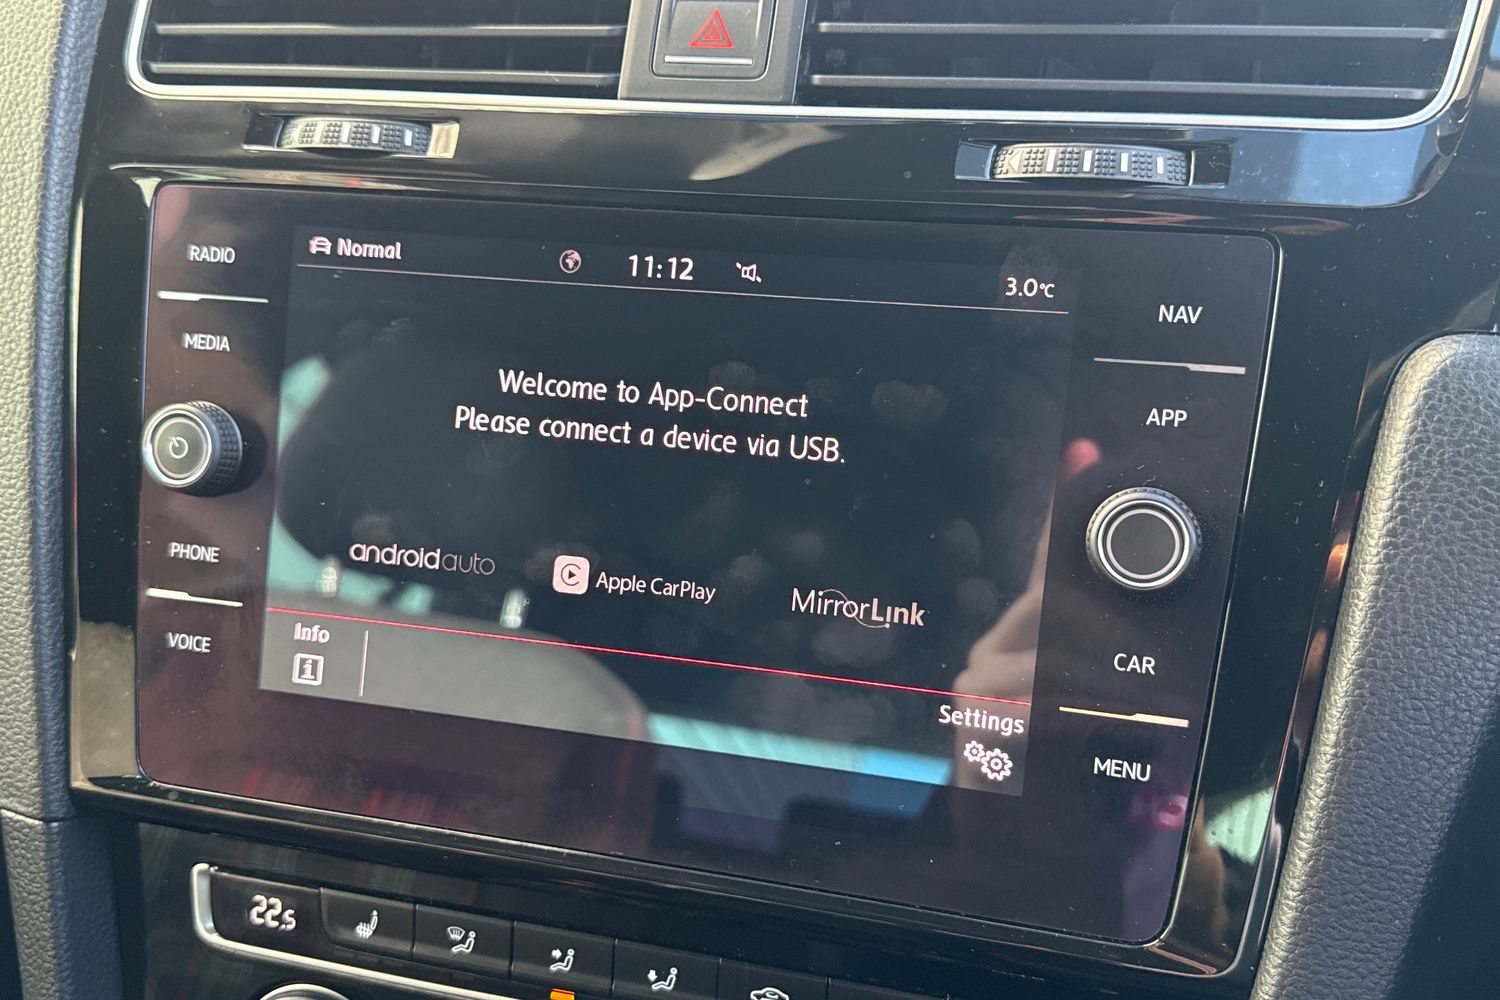 RADIO
MEDIA
PHONE
VOICE
Normal
11:12
3.0°C
Welcome to App-Connect
Please connect a device via USB.
androidauto
Apple CarPlay
MirrorLink
Info
i
Settings
NAV
APP
CAR
MENU
22.5